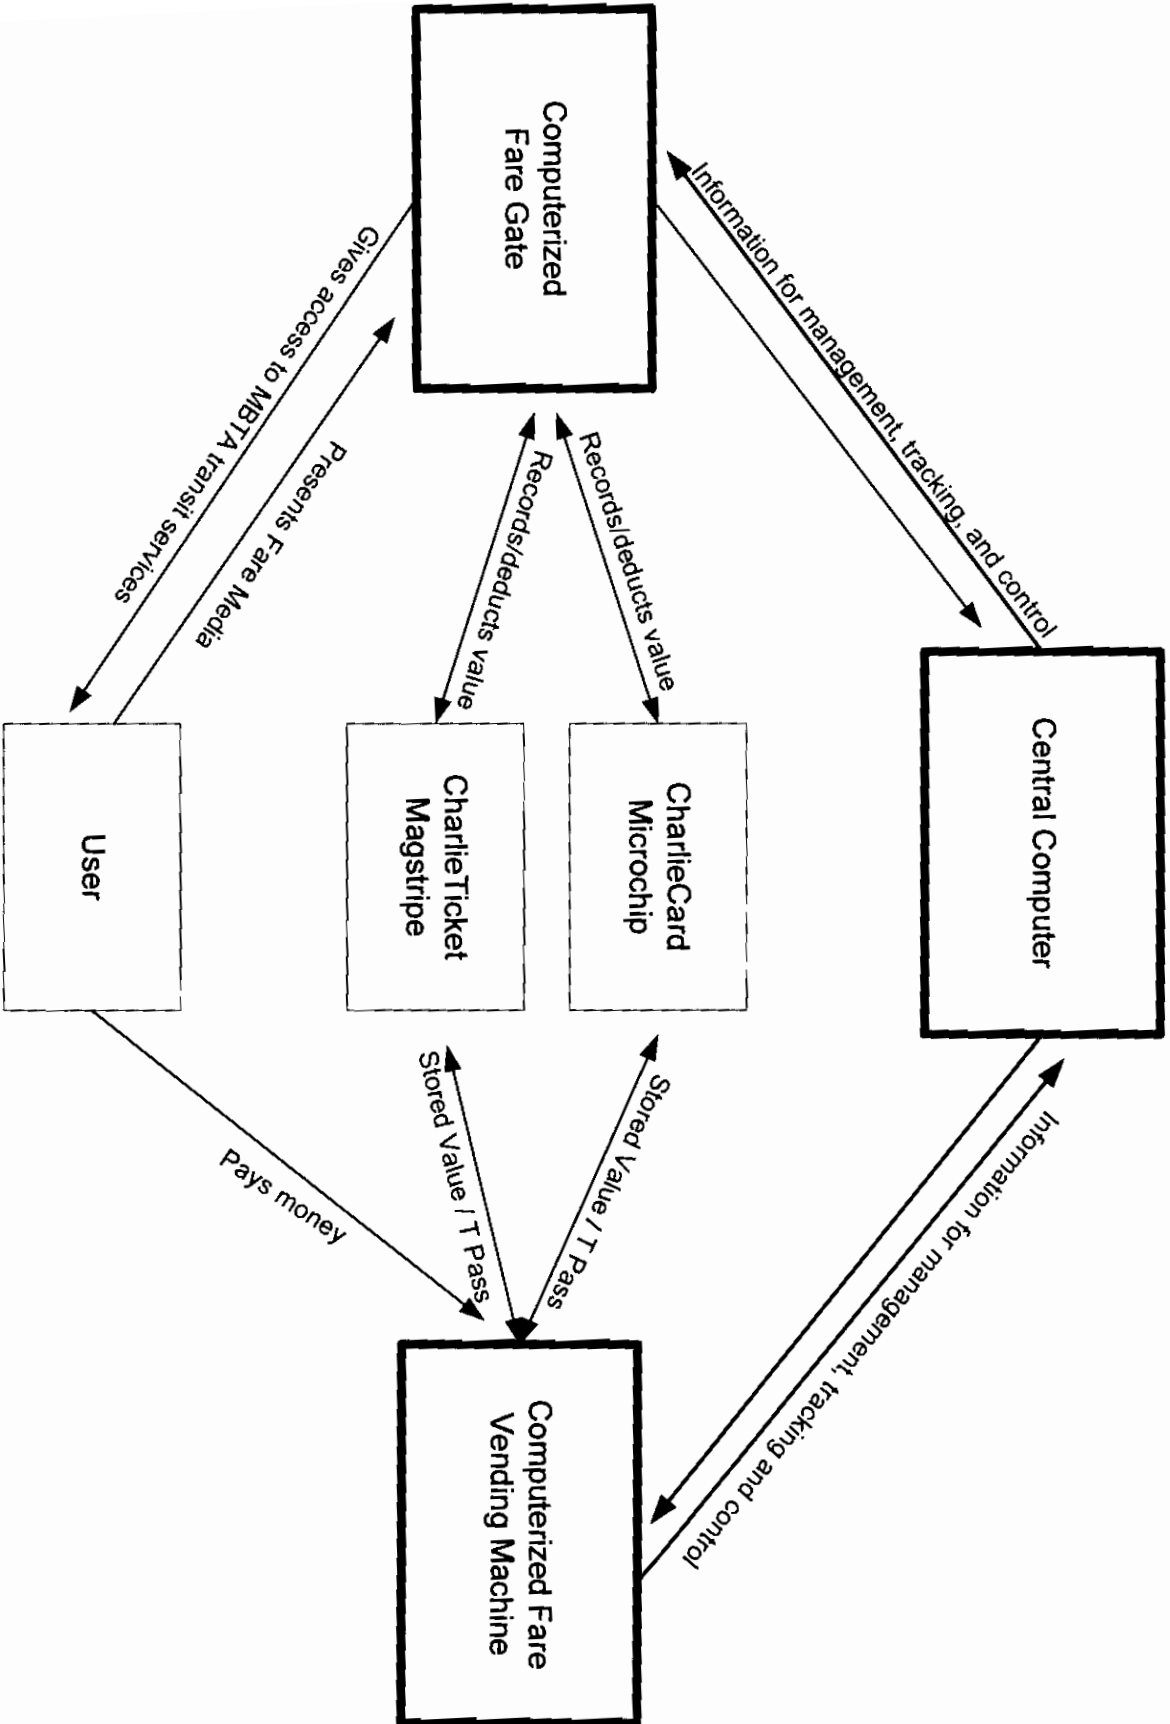 Central Computer
Information for management, tracking, and control
Information for management, tracking and control
Computerized
Fare Gate
Records/deducts value
CharlieCard
Microchip
Stored Value / T Pass
Computerized Fare
Vending Machine
Records/deducts value
CharlieTicket
Magstripe
Stored Value / T Pass
Gives access to MBTA transit services
Presents Fare Media
Pays money
User